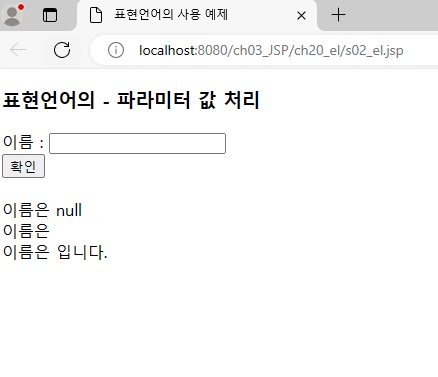 표현언어의 사용 예제
localhost:8080/ch03_JSP/ch20_el/s02_el.jsp
표현언어의 - 파라미터 값 처리
이름 :
확인
이름은 null
이름은
이름은 입니다.